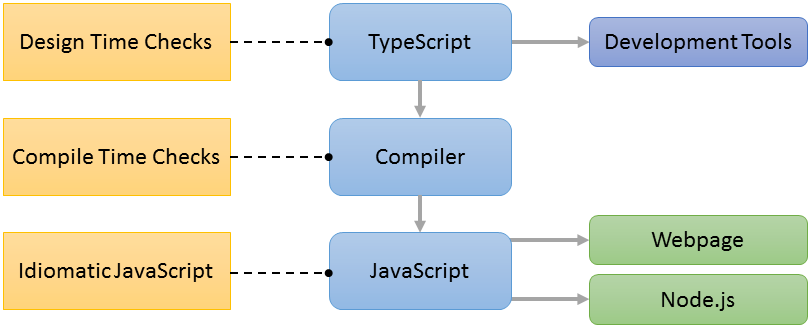 Design Time Checks
TypeScript
Development Tools
Compile Time Checks
Compiler
Idiomatic JavaScript
JavaScript
Webpage
Node.js